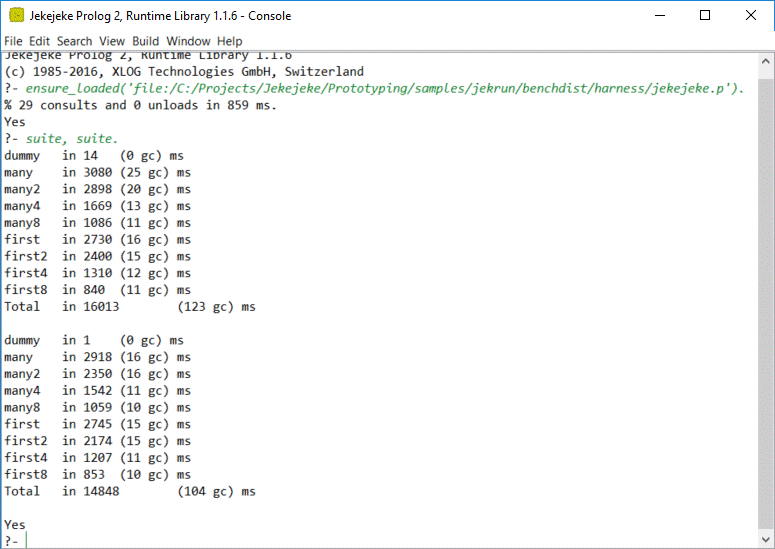 Jekejeke Prolog 2, Runtime Library 1.1.6 - Console
File Edit Search View Build Window Help
Jekejeke Prolog 2, Runtime Library 1.1.6
(c) 1985-2016, XLOG Technologies GmbH, Switzerland
?- ensure_loaded('file:/C:/Projects/Jekejeke/Prototyping/samples/jekrun/benchdist/harness/jekejeke.p').
% 29 consults and 0 unloads in 859 ms.
Yes
?- suite, suite.
dummy in 14 (0 gc) ms
many in 3080 (25 gc) ms
many2 in 2898 (20 gc) ms
many4 in 1669 (13 gc) ms
many8 in 1086 (11 gc) ms
first in 2730 (16 gc) ms
first2 in 2400 (15 gc) ms
first4 in 1310 (12 gc) ms
first8 in 840 (11 gc) ms
Total in 16013 (123 gc) ms
dummy in 1 (0 gc) ms
many in 2918 (16 gc) ms
many2 in 2350 (16 gc) ms
many4 in 1542 (11 gc) ms
many8 in 1059 (10 gc) ms
first in 2745 (15 gc) ms
first2 in 2174 (15 gc) ms
first4 in 1207 (11 gc) ms
first8 in 853 (10 gc) ms
Total in 14848 (104 gc) ms
Yes
?-